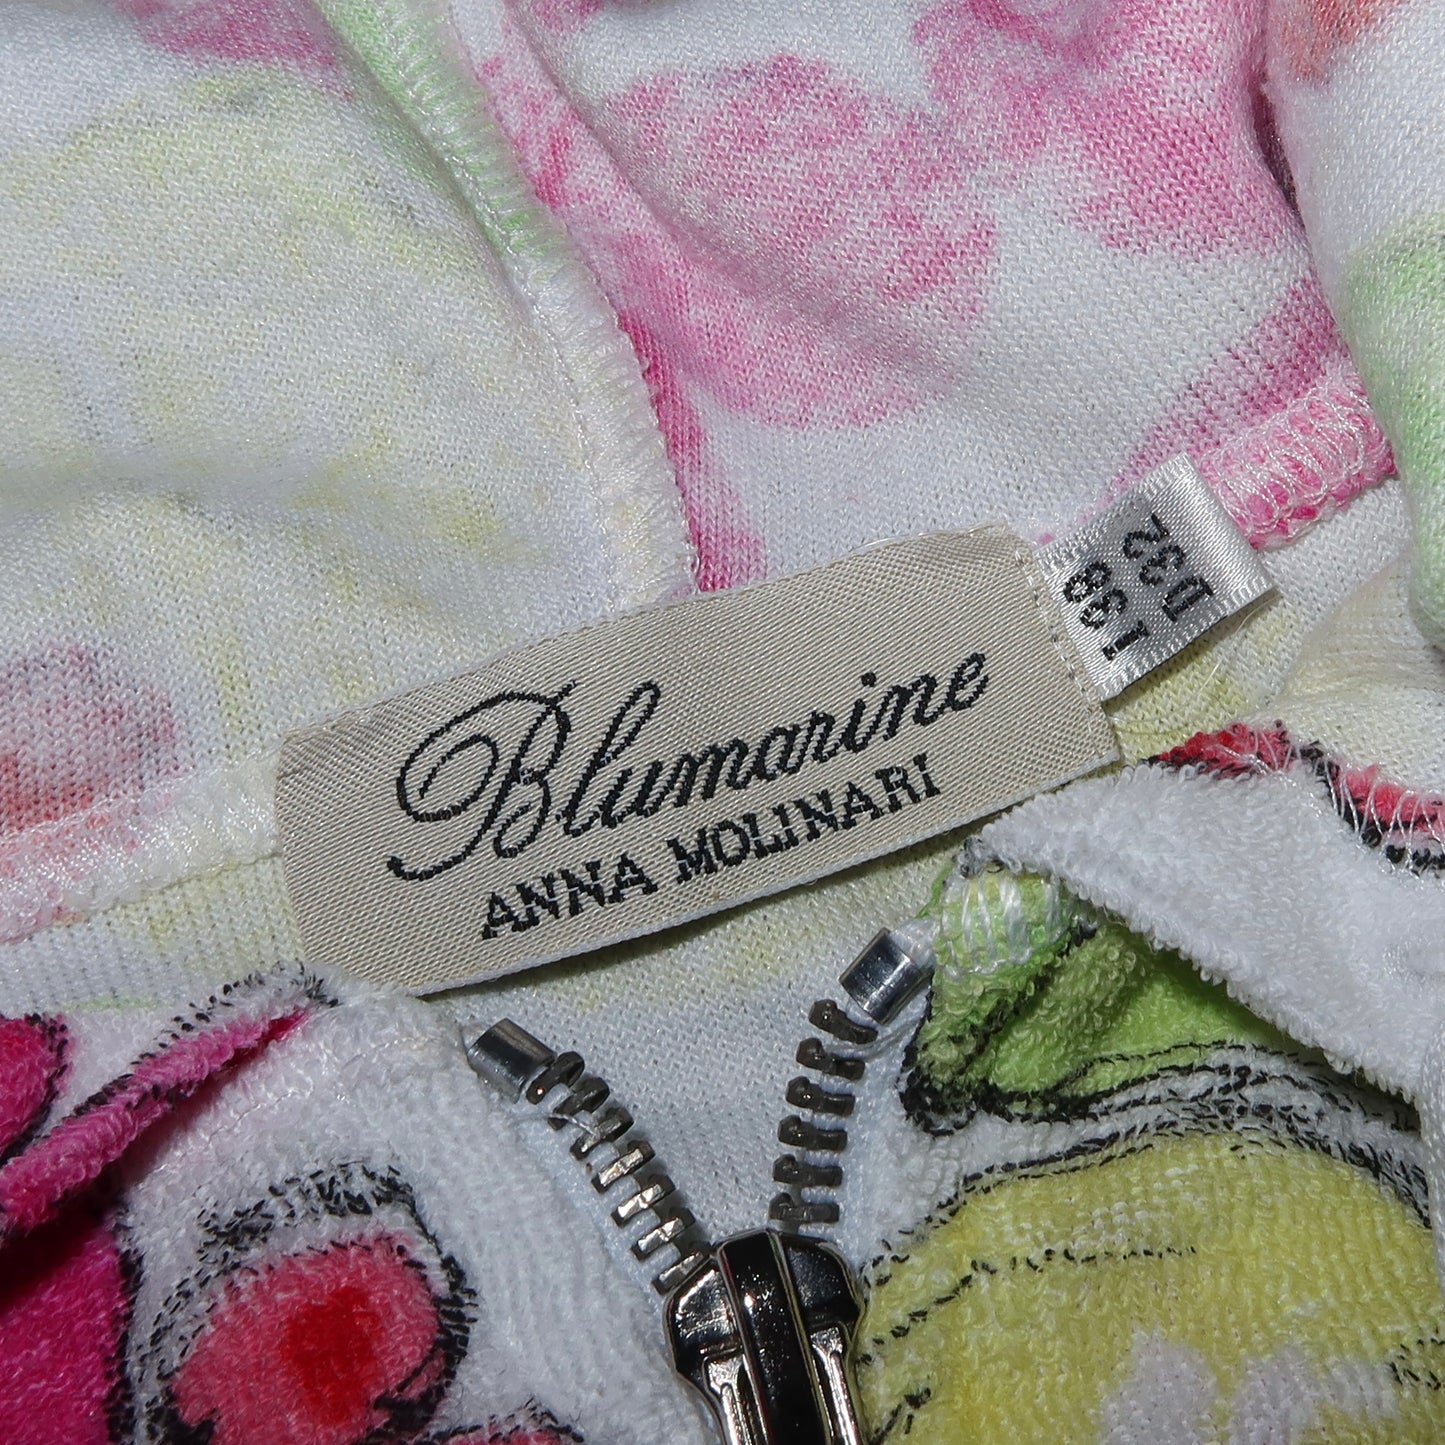 Blumarine
ANNA MOLINARI
I 38
D 32